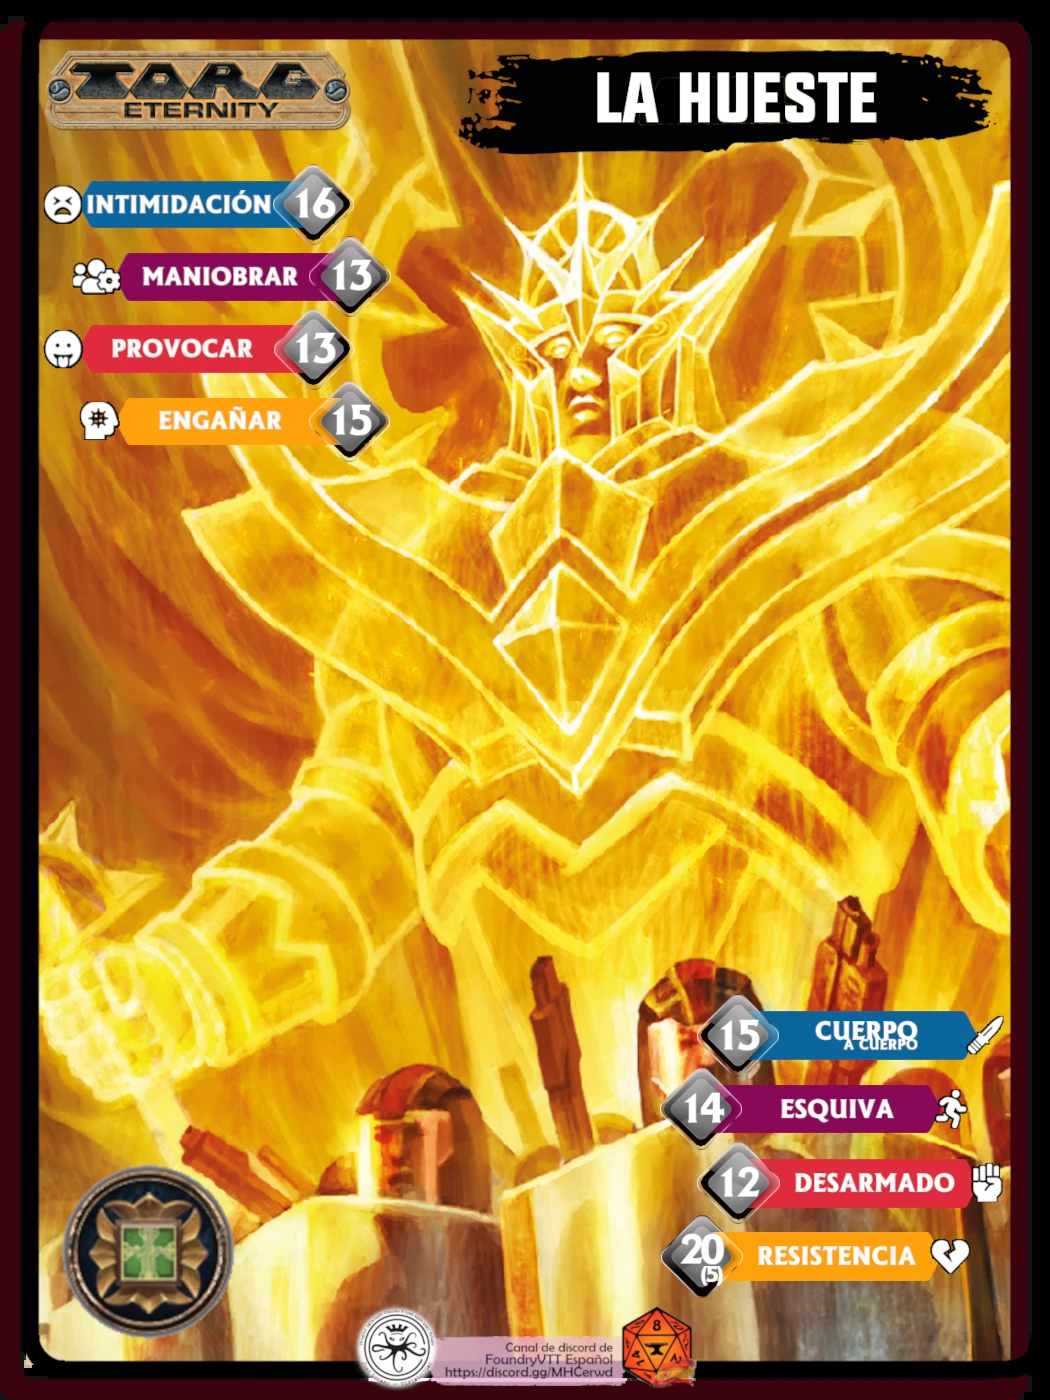 TORG
ETERNITY
LA HUESTE
INTIMIDACIÓN 16
MANIOBRAR 13
PROVOCAR 13
ENGAÑAR 15
15 CUERPO
A CUERPO
14 ESQUIVA
12 DESARMADO
20 RESISTENCIA
(5)
Canal de discord de
FoundryVTT Español
https://discord.gg/MHCerwd
8